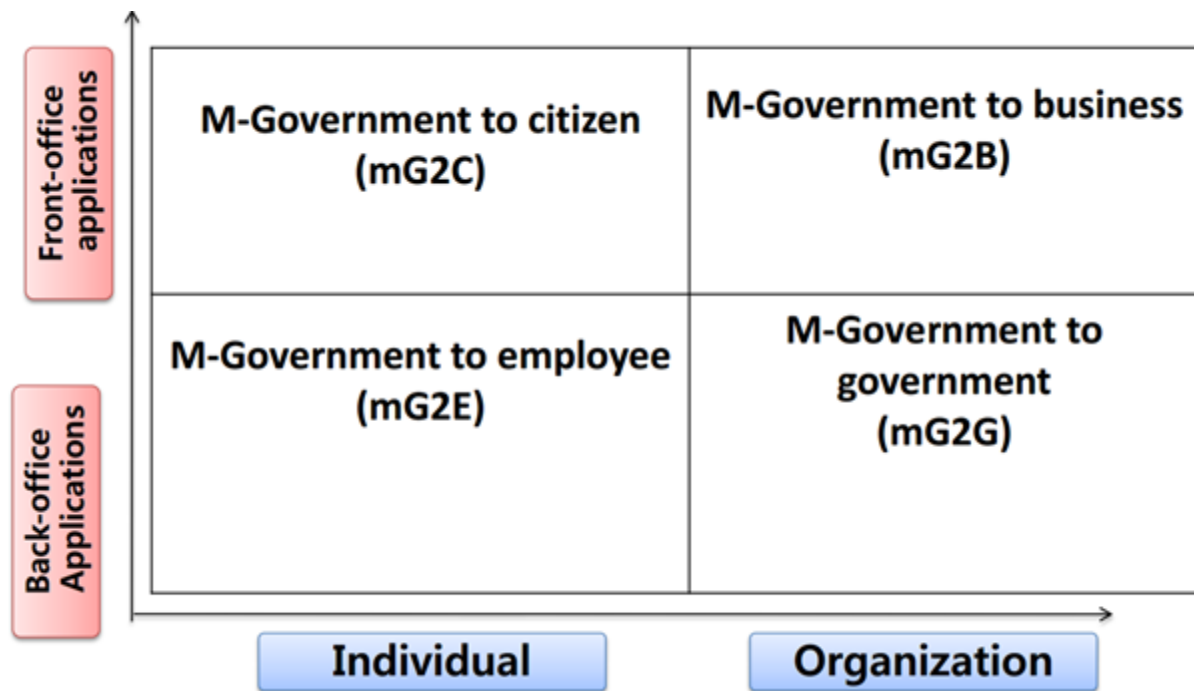 Front-office
applications
M-Government to citizen
(mG2C)
M-Government to business
(mG2B)
Back-office
Applications
M-Government to employee
(mG2E)
M-Government to
government
(mG2G)
Individual
Organization